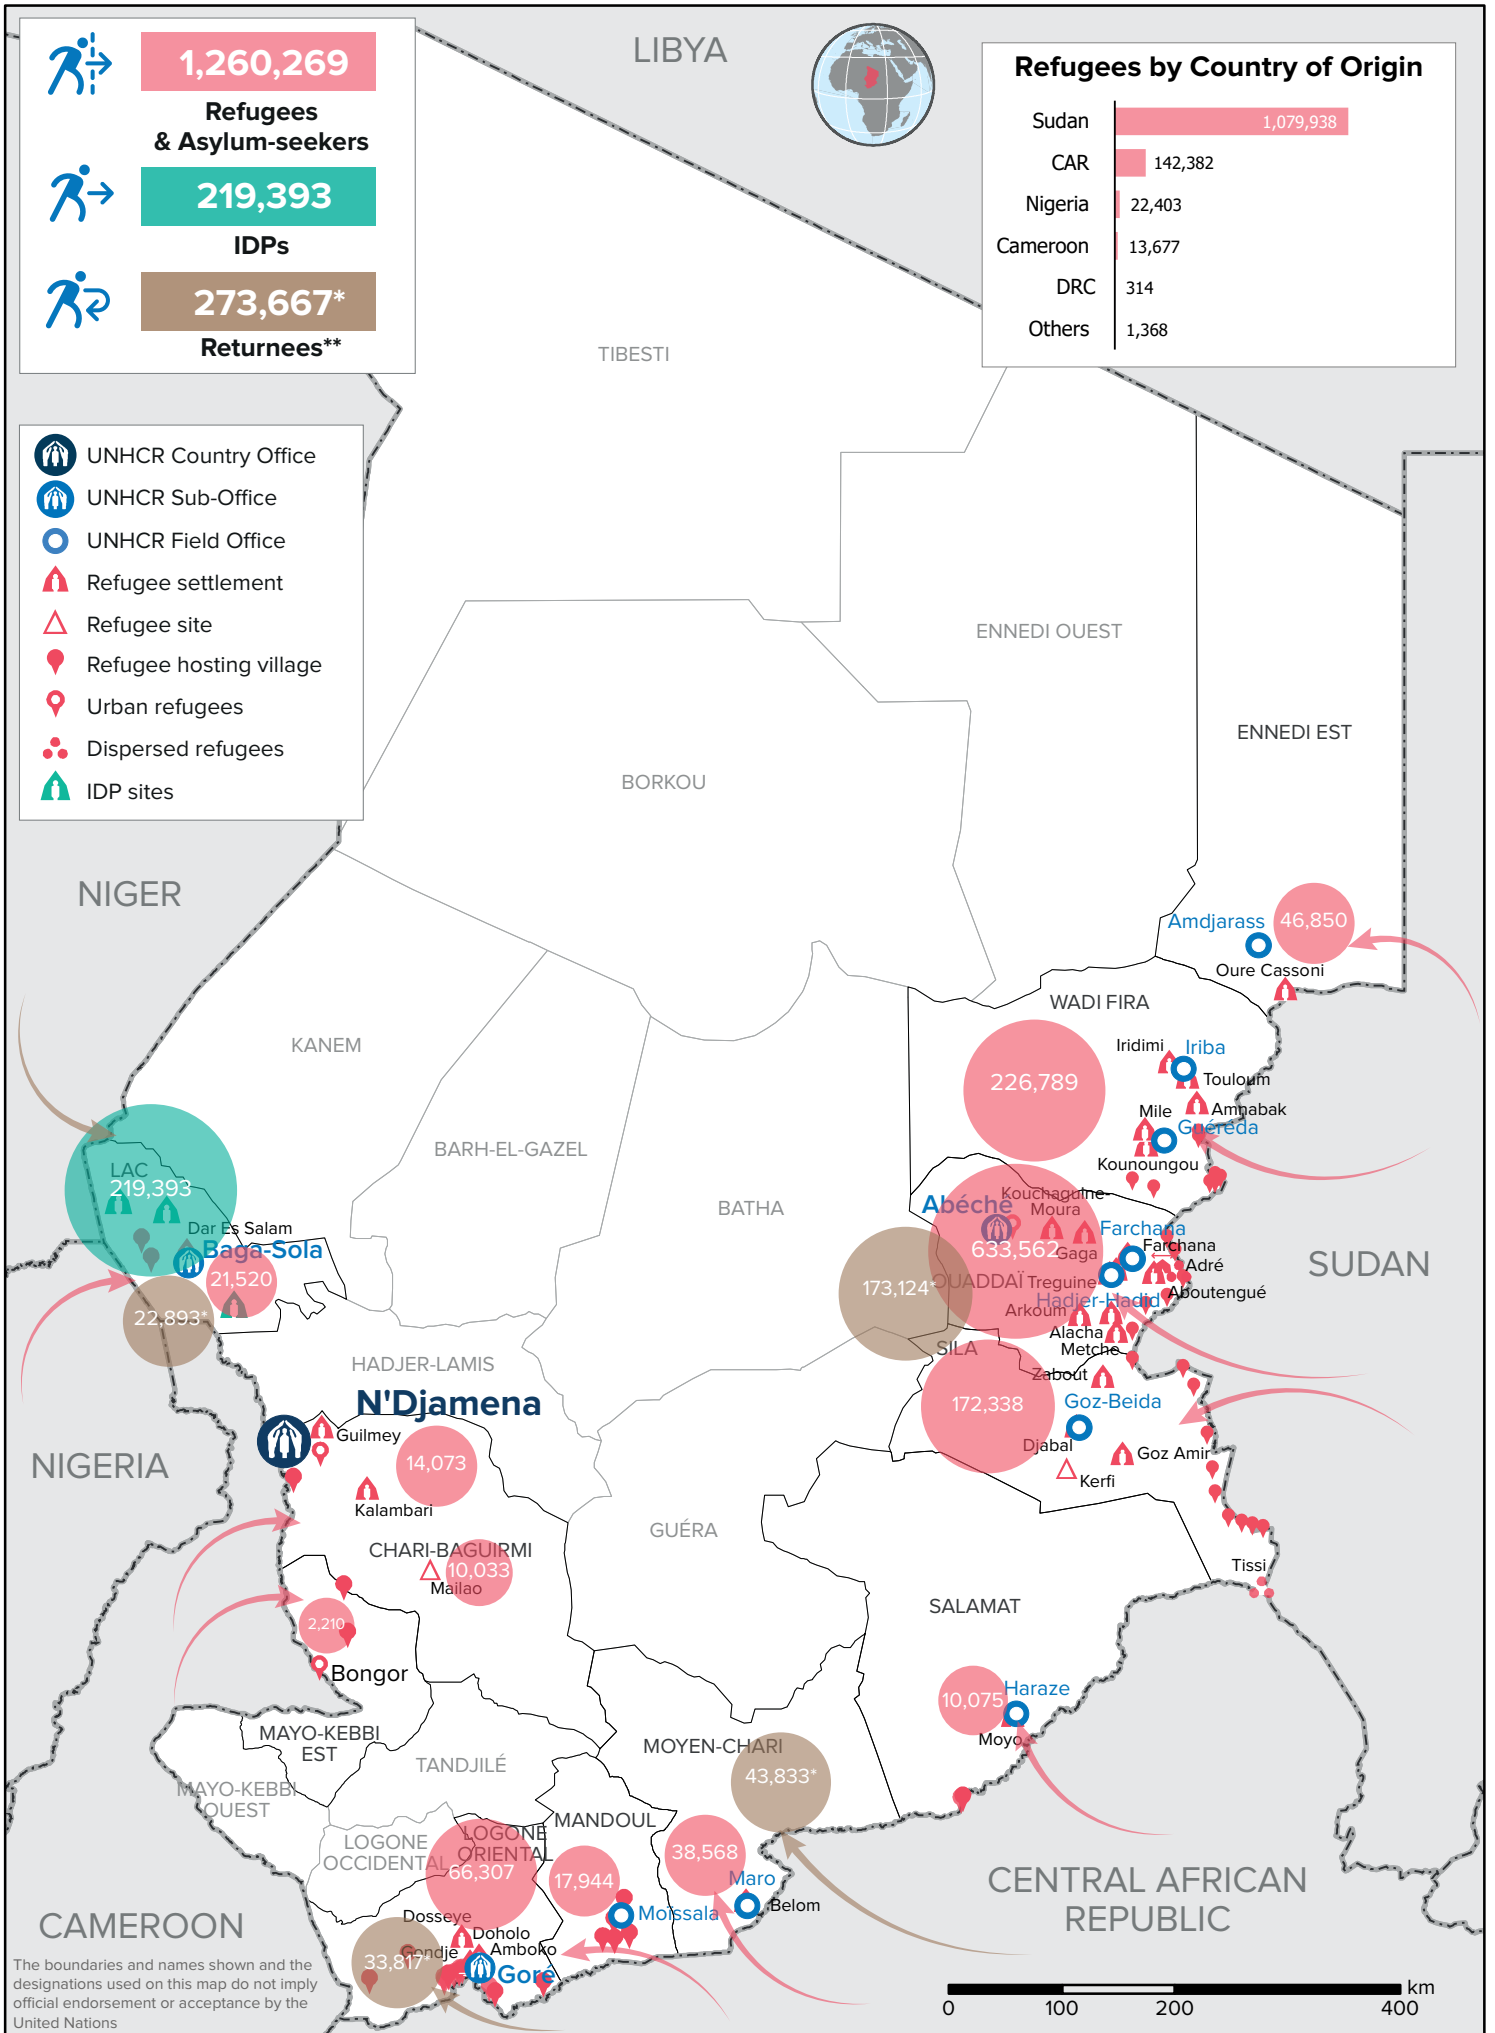 1,260,269
Refugees
& Asylum-seekers
219,393
IDPs
273,667*
Returnees**
LIBYA
Refugees by Country of Origin
Sudan 1,079,938
CAR 142,382
Nigeria 22,403
Cameroon 13,677
DRC 314
Others 1,368
UNHCR Country Office
UNHCR Sub-Office
UNHCR Field Office
Refugee settlement
Refugee site
Refugee hosting village
Urban refugees
Dispersed refugees
IDP sites
TIBESTI
ENNEDI OUEST
ENNEDI EST
BORKOU
NIGER
Amdjarass
46,850
Oure Cassoni
WADI FIRA
KANEM
Iridimi
Iriba
226,789
Touloum
Amnabak
Mile
Guéréda
BARH-EL-GAZEL
Kounoungou
LAC
219,393
BATHA
Kouchaguine-
Moura
Abéché
Dar Es Salam
Baga-Sola
Farchana
Farchana
633,562
Gaga
Adré
SUDAN
21,520
173,124*
OUADDAÏ
Treguine
Aboutengué
Hadjer-Hadid
Arkoum
22,893*
Alacha
Metche
SILA
HADJER-LAMIS
Zabout
N'Djamena
172,338
Goz-Beida
Guilmey
Djabal
Goz Amir
NIGERIA
14,073
Kerfi
Kalambari
GUÉRA
CHARI-BAGUIRMI
10,033
Mailao
Tissi
SALAMAT
2,210
Bongor
Haraze
10,075
Moyo
MAYO-KEBBI
EST
MOYEN-CHARI
TANDJILÉ
43,833*
MAYO-KEBBI
OUEST
MANDOUL
LOGONE
ORIENTAL
LOGONE
OCCIDENTAL
66,307
17,944
38,568
Maro
Belom
CENTRAL AFRICAN
REPUBLIC
Dosseye
Moïssala
CAMEROON
Doholo
Amboko
Gondje
33,817*
Goré
The boundaries and names shown and the
designations used on this map do not imply
official endorsement or acceptance by the
United Nations
km
0 100 200 400